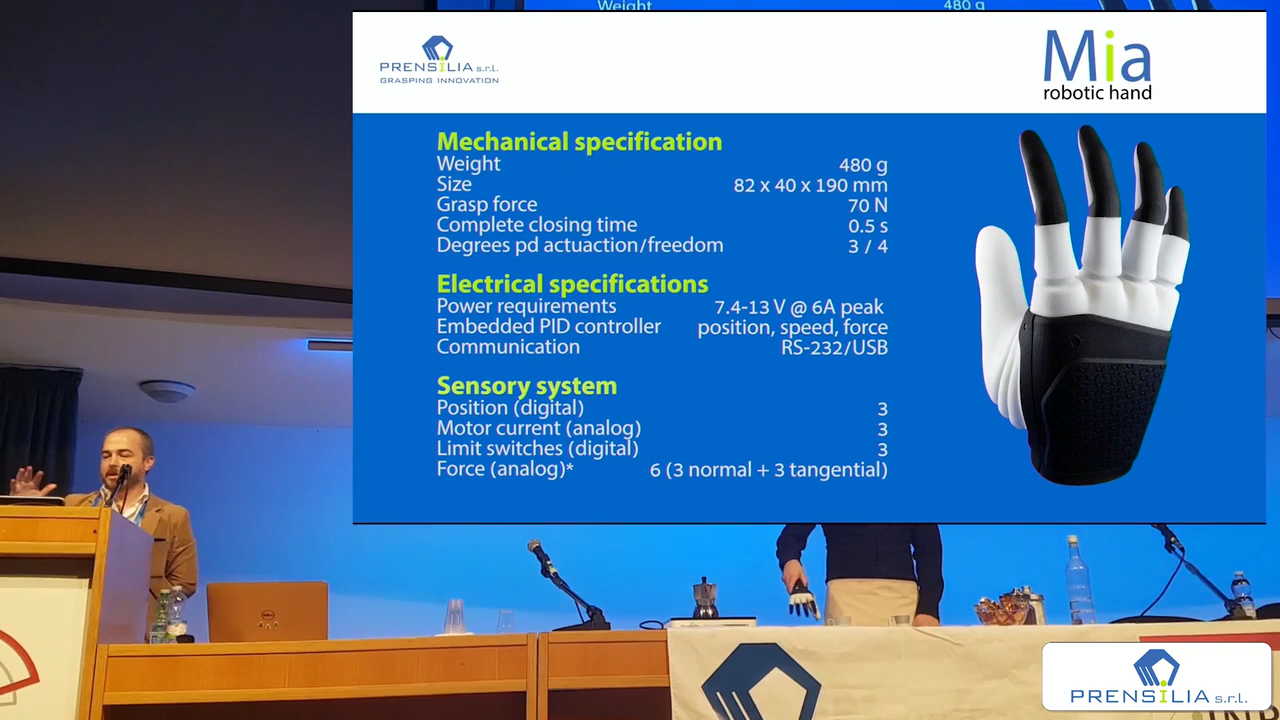 Weight 480 g
PRENSILIA s.r.l.
GRASPING INNOVATION
Mia
robotic hand
Mechanical specification
Weight 480 g
Size 82 x 40 x 190 mm
Grasp force 70 N
Complete closing time 0.5 s
Degrees pd actuaction/freedom 3 / 4
Electrical specifications
Power requirements 7.4-13 V @ 6A peak
Embedded PID controller position, speed, force
Communication RS-232/USB
Sensory system
Position (digital) 3
Motor current (analog) 3
Limit switches (digital) 3
Force (analog)* 6 (3 normal + 3 tangential)
DELL
PRENSILIA s.r.l.